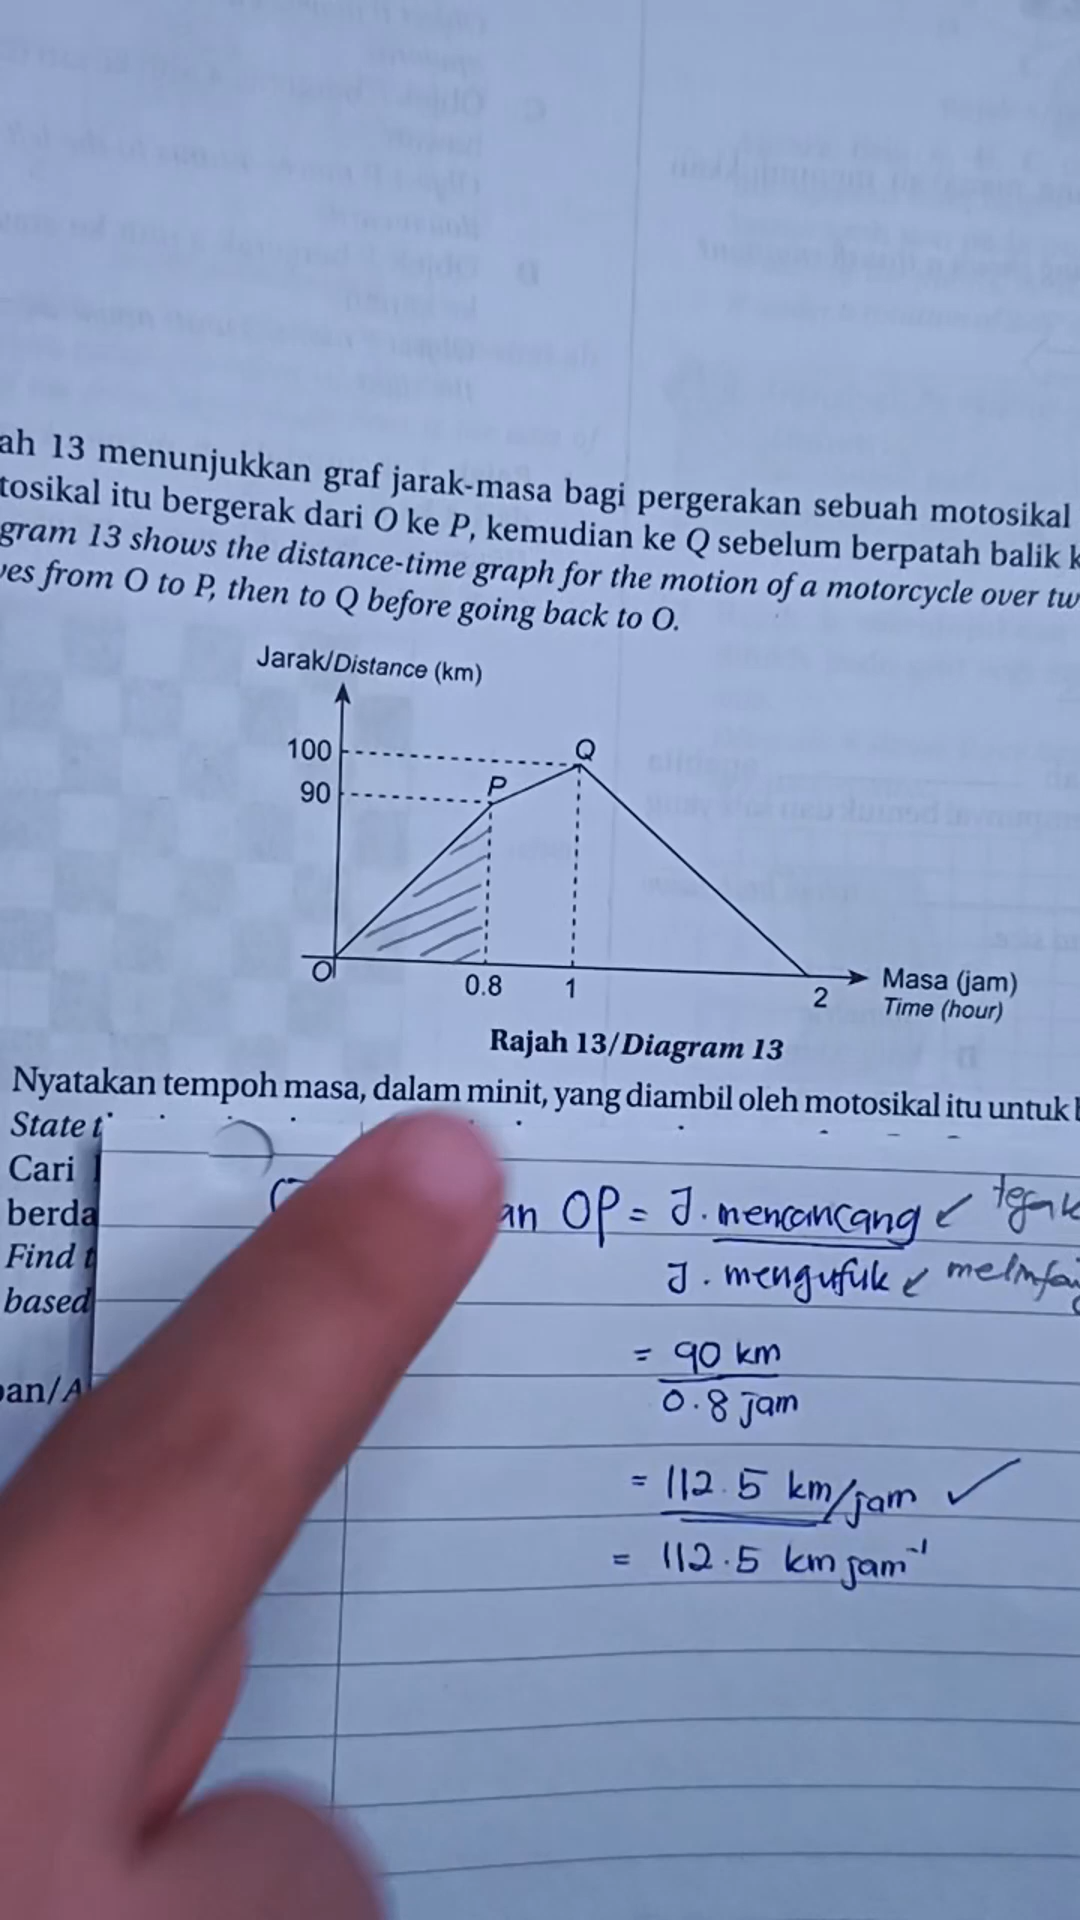 ah 13 menunjukkan graf jarak-masa bagi pergerakan sebuah motosikal
tosikal itu bergerak dari O ke P, kemudian ke Q sebelum berpatah balik k
gram 13 shows the distance-time graph for the motion of a motorcycle over tw
ves from O to P, then to Q before going back to O.
Jarak/Distance (km)
100
Q
90
P
O
0.8
1
2
Masa (jam)
Time (hour)
Rajah 13/Diagram 13
Nyatakan tempoh masa, dalam minit, yang diambil oleh motosikal itu untuk
State t
Cari
berda
Find t
based
an/A
an OP = J. mencancang tegak
J. mengufuk
= 90 km
0.8 jam
= 112.5 km/jam ✓
= 112.5 km jam⁻¹